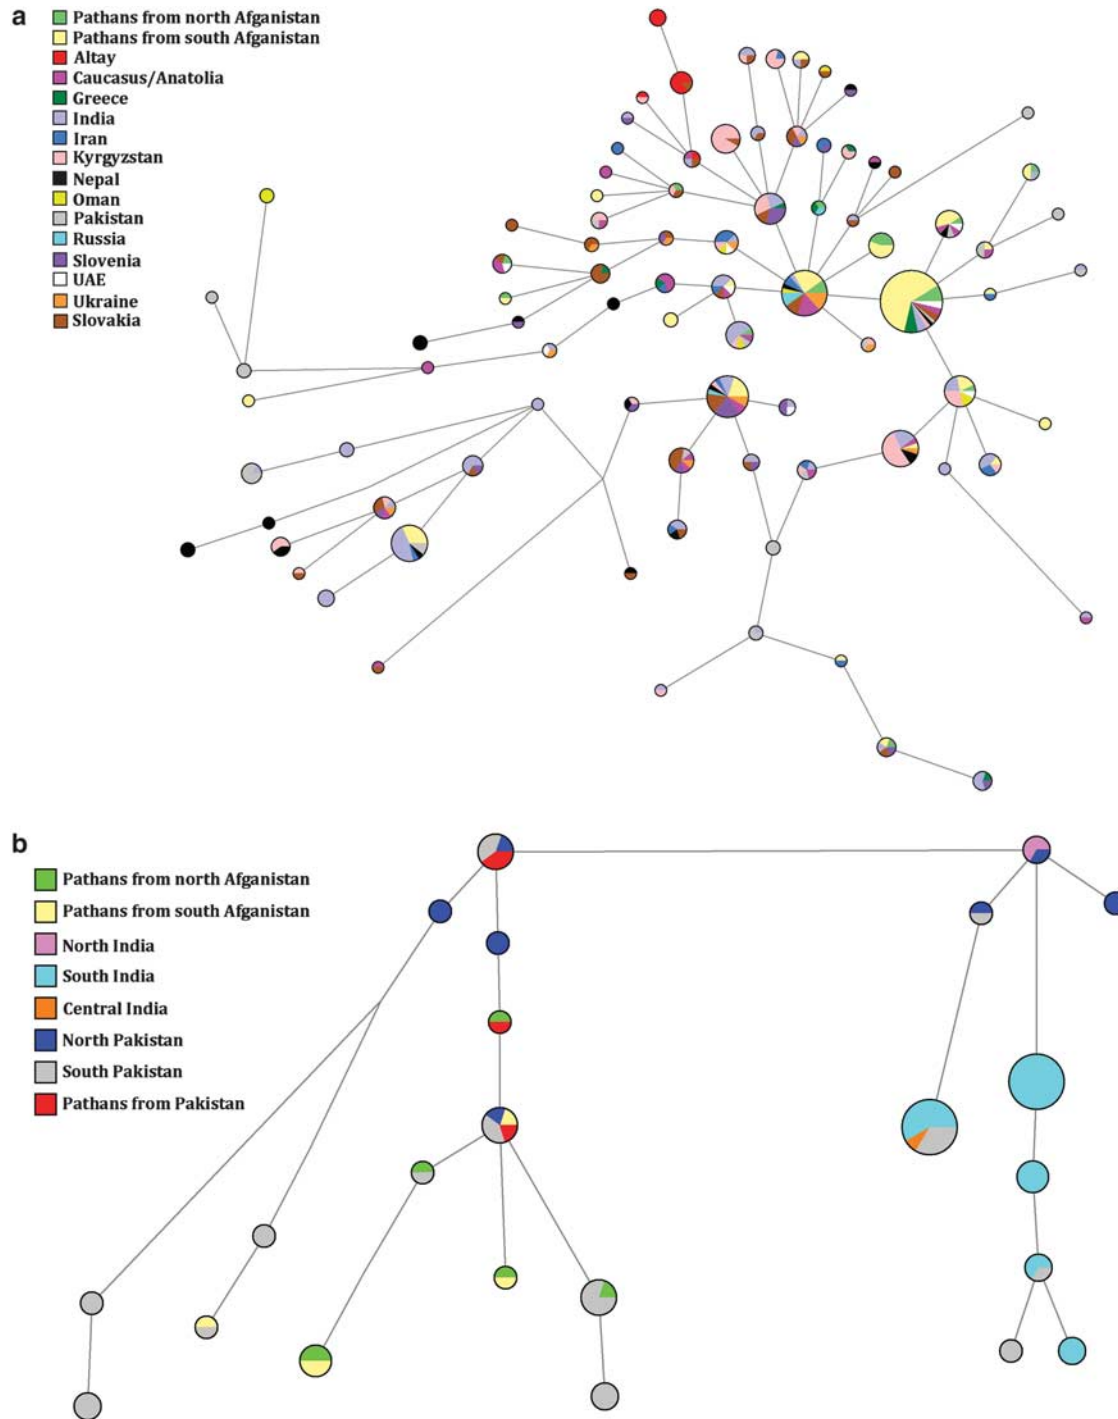 a
Pathans from north Afganistan
Pathans from south Afganistan
Altay
Caucasus/Anatolia
Greece
India
Iran
Kyrgyzstan
Nepal
Oman
Pakistan
Russia
Slovenia
UAE
Ukraine
Slovakia
b
Pathans from north Afganistan
Pathans from south Afganistan
North India
South India
Central India
North Pakistan
South Pakistan
Pathans from Pakistan